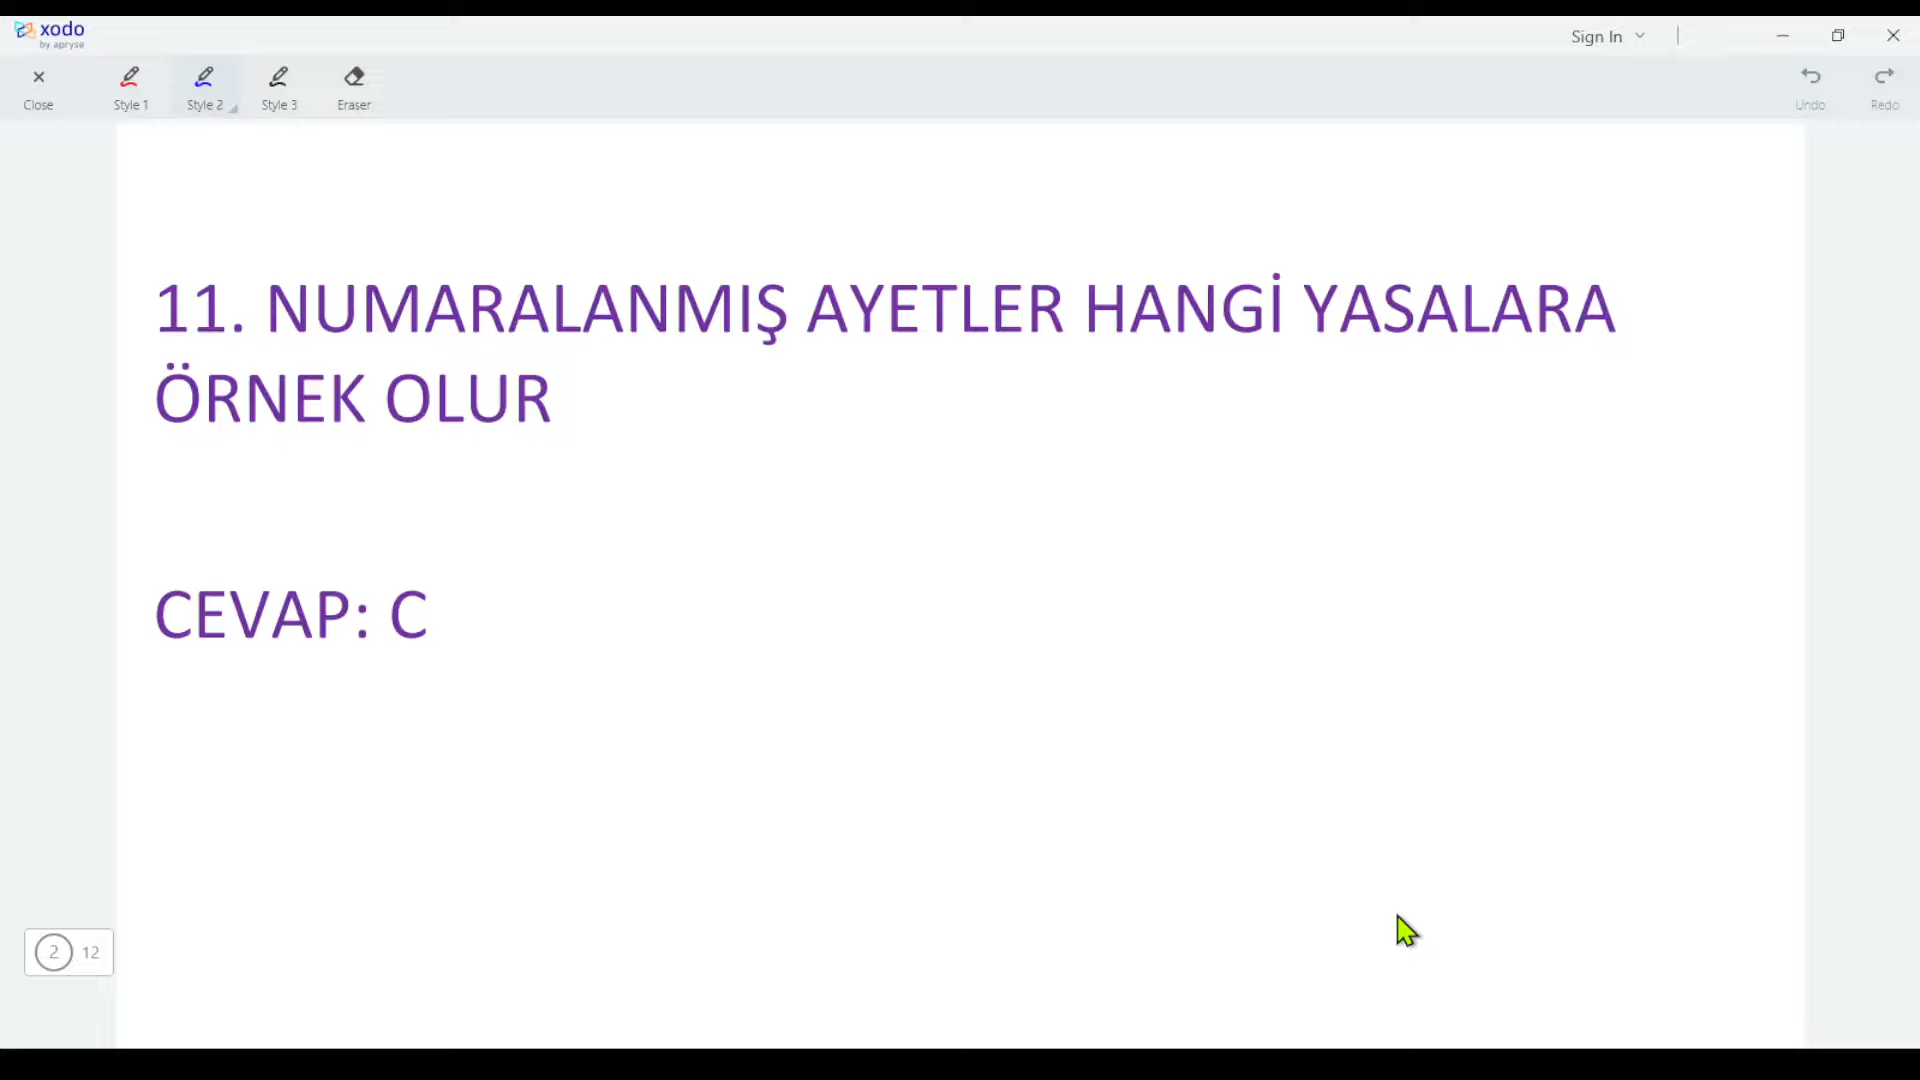 xodo
by apryse
Sign In
Close
Style 1
Style 2
Style 3
Eraser
Undo
Redo
11. NUMARALANMIŞ AYETLER HANGİ YASALARA
ÖRNEK OLUR
CEVAP: C
2 12